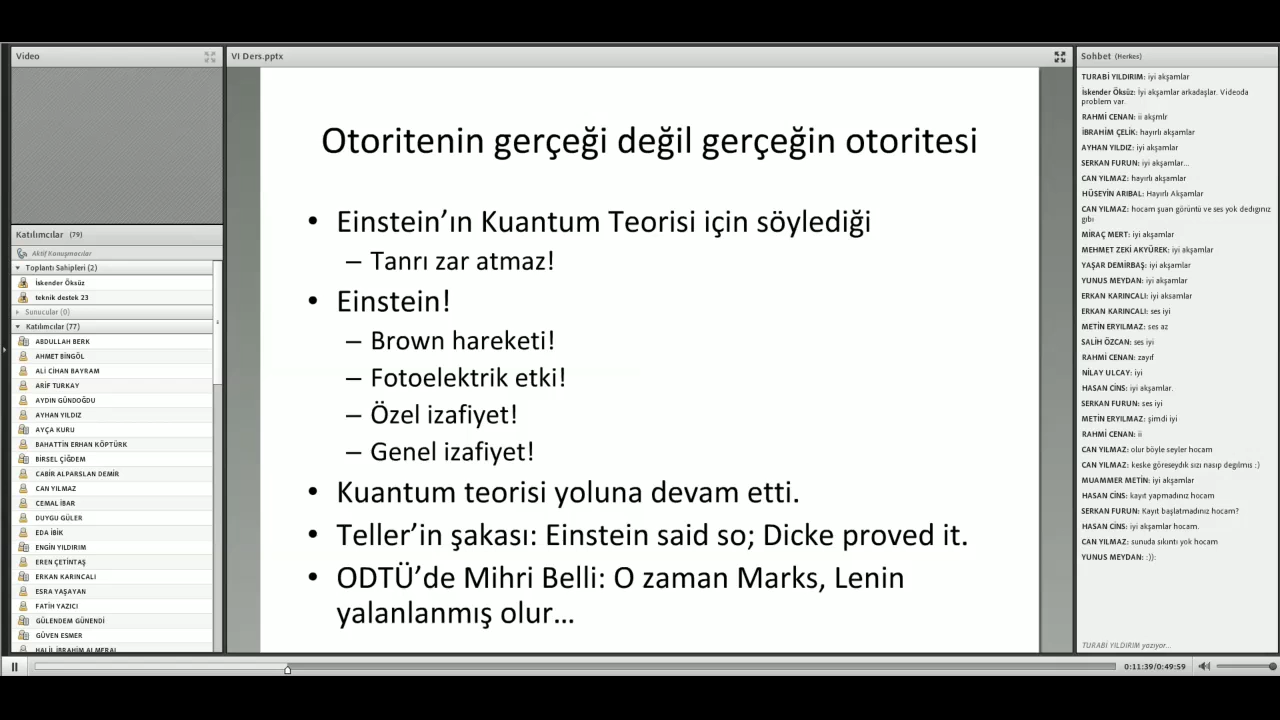 Video
Katılımcılar (79)
Aktif Konuşmacılar
Toplantı Sahipleri (2)
İskender Öksüz
teknik destek 23
Sunucular (0)
Katılımcılar (77)
ABDULLAH BERK
AHMET BİNGÖL
ALİ CİHAN BAYRAM
ARİF TURKAY
AYDIN GÜNDOĞDU
AYHAN YILDIZ
AYÇA KURU
BAHATTİN ERHAN KÖPTÜRK
BİRSEL ÇİĞDEM
CABİR ALPARSLAN DEMİR
CAN YILMAZ
CEMAL İBAR
DUYGU GÜLER
EDA İBİK
ENGİN YILDIRIM
EREN ÇETİNTAŞ
ERKAN KARINCALI
ESRA YAŞAYAN
FATİH YAZICI
GÜLENDEM GÜNENDİ
GÜVEN ESMER
HALİL İBRAHİM ALMERAL
VI Ders.pptx
Otoritenin gerçeği değil gerçeğin otoritesi
• Einstein’ın Kuantum Teorisi için söylediği
– Tanrı zar atmaz!
• Einstein!
– Brown hareketi!
– Fotoelektrik etki!
– Özel izafiyet!
– Genel izafiyet!
• Kuantum teorisi yoluna devam etti.
• Teller’in şakası: Einstein said so; Dicke proved it.
• ODTÜ’de Mihri Belli: O zaman Marks, Lenin
yalanlanmış olur…
Sohbet (Herkes)
TURABİ YILDIRIM: iyi akşamlar
İskender Öksüz: İyi akşamlar arkadaşlar. Videoda
problem var.
RAHMİ CENAN: ii akşmlr
İBRAHİM ÇELİK: hayırlı akşamlar
AYHAN YILDIZ: iyi akşamlar
SERKAN FURUN: iyi akşamlar...
CAN YILMAZ: hayırlı akşamlar
HÜSEYİN ARIBAL: Hayırlı Akşamlar
CAN YILMAZ: hocam şuan görüntü ve ses yok dedıgınız
gıbı
MİRAÇ MERT: iyi akşamlar
MEHMET ZEKİ AKYÜREK: iyi akşamlar
YAŞAR DEMİRBAŞ: iyi akşamlar
YUNUS MEYDAN: iyi akşamlar
ERKAN KARINCALI: iyi aksamlar
ERKAN KARINCALI: ses iyi
METİN ERYILMAZ: ses az
SALİH ÖZCAN: ses iyi
RAHMİ CENAN: zayıf
NİLAY ULCAY: iyi
HASAN CİNS: iyi akşamlar.
SERKAN FURUN: ses iyi
METİN ERYILMAZ: şimdi iyi
RAHMİ CENAN: ii
CAN YILMAZ: olur böyle seyler hocam
CAN YILMAZ: keske göreseydık sızı nasıp degılmıs :)
MUAMMER METİN: iyi akşamlar
HASAN CİNS: kayıt yapmadınız hocam
SERKAN FURUN: Kayıt başlatmadınız hocam?
HASAN CİNS: iyi akşamlar hocam.
CAN YILMAZ: sunuda sıkıntı yok hocam
YUNUS MEYDAN: :)):
TURABİ YILDIRIM yazıyor...
0:11:39/0:49:59